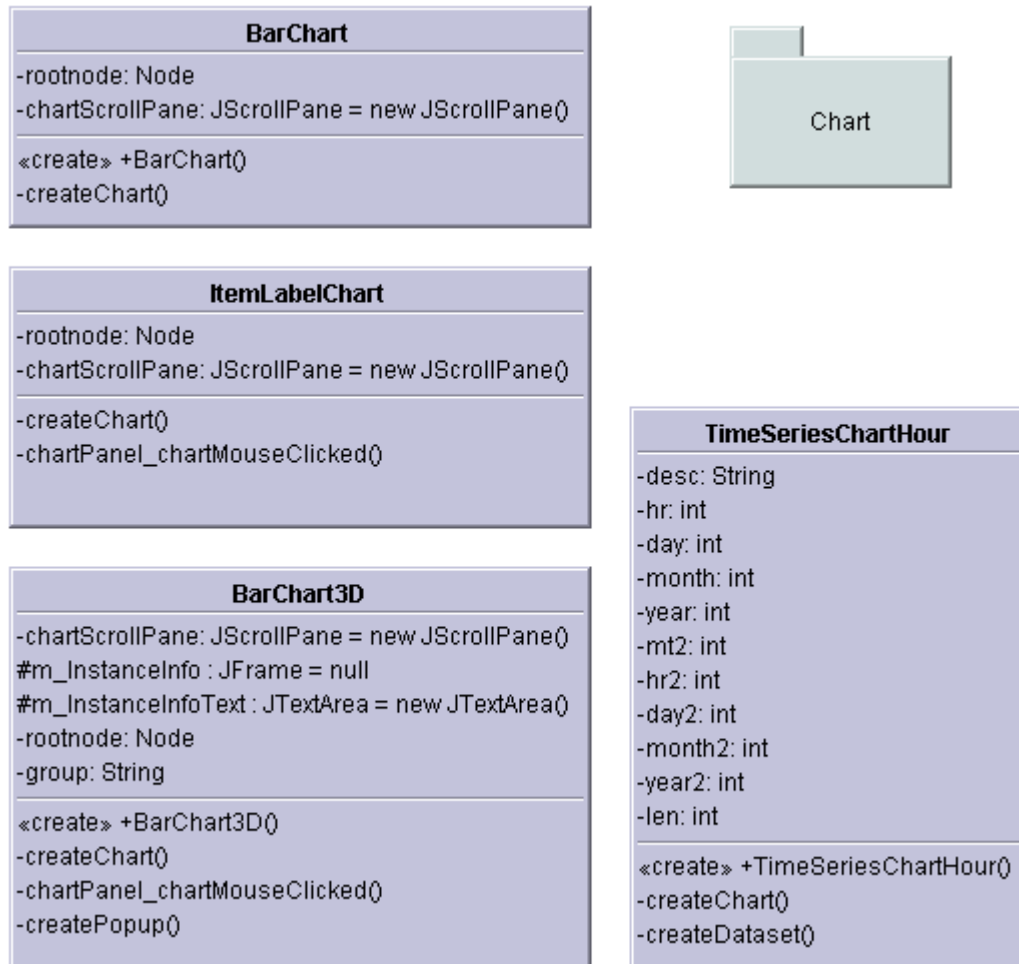 BarChart
-rootnode: Node
-chartScrollPane: JScrollPane = new JScrollPane()
«create» +BarChart()
-createChart()
Chart
ItemLabelChart
-rootnode: Node
-chartScrollPane: JScrollPane = new JScrollPane()
-createChart()
-chartPanel_chartMouseClicked()
BarChart3D
-chartScrollPane: JScrollPane = new JScrollPane()
#m_InstanceInfo : JFrame = null
#m_InstanceInfoText : JTextArea = new JTextArea()
-rootnode: Node
-group: String
«create» +BarChart3D()
-createChart()
-chartPanel_chartMouseClicked()
-createPopup()
TimeSeriesChartHour
-desc: String
-hr: int
-day: int
-month: int
-year: int
-mt2: int
-hr2: int
-day2: int
-month2: int
-year2: int
-len: int
«create» +TimeSeriesChartHour()
-createChart()
-createDataset()